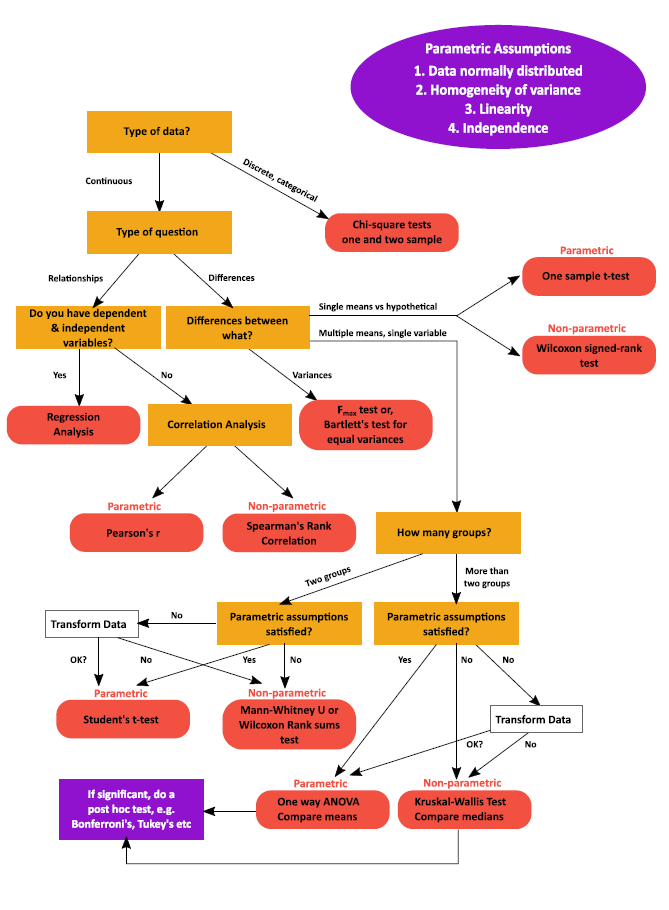 Parametric Assumptions
1. Data normally distributed
2. Homogeneity of variance
3. Linearity
4. Independence
Type of data?
Continuous
Discrete, categorical
Type of question
Chi-square tests
one and two sample
Relationships
Differences
Parametric
One sample t-test
Do you have dependent
& independent
variables?
Differences between
what?
Single means vs hypothetical
Multiple means, single variable
Non-parametric
Wilcoxon signed-rank
test
Yes
No
Variances
Regression
Analysis
Correlation Analysis
Fmax test or,
Bartlett's test for
equal variances
Parametric
Pearson's r
Non-parametric
Spearman's Rank
Correlation
How many groups?
Two groups
More than
two groups
Transform Data
No
Parametric assumptions
satisfied?
Parametric assumptions
satisfied?
OK?
No
Yes
No
Yes
No
No
Parametric
Student's t-test
Non-parametric
Mann-Whitney U or
Wilcoxon Rank sums
test
Transform Data
OK?
No
Parametric
One way ANOVA
Compare means
Non-parametric
Kruskal-Wallis Test
Compare medians
If significant, do a
post hoc test, e.g.
Bonferroni's, Tukey's etc